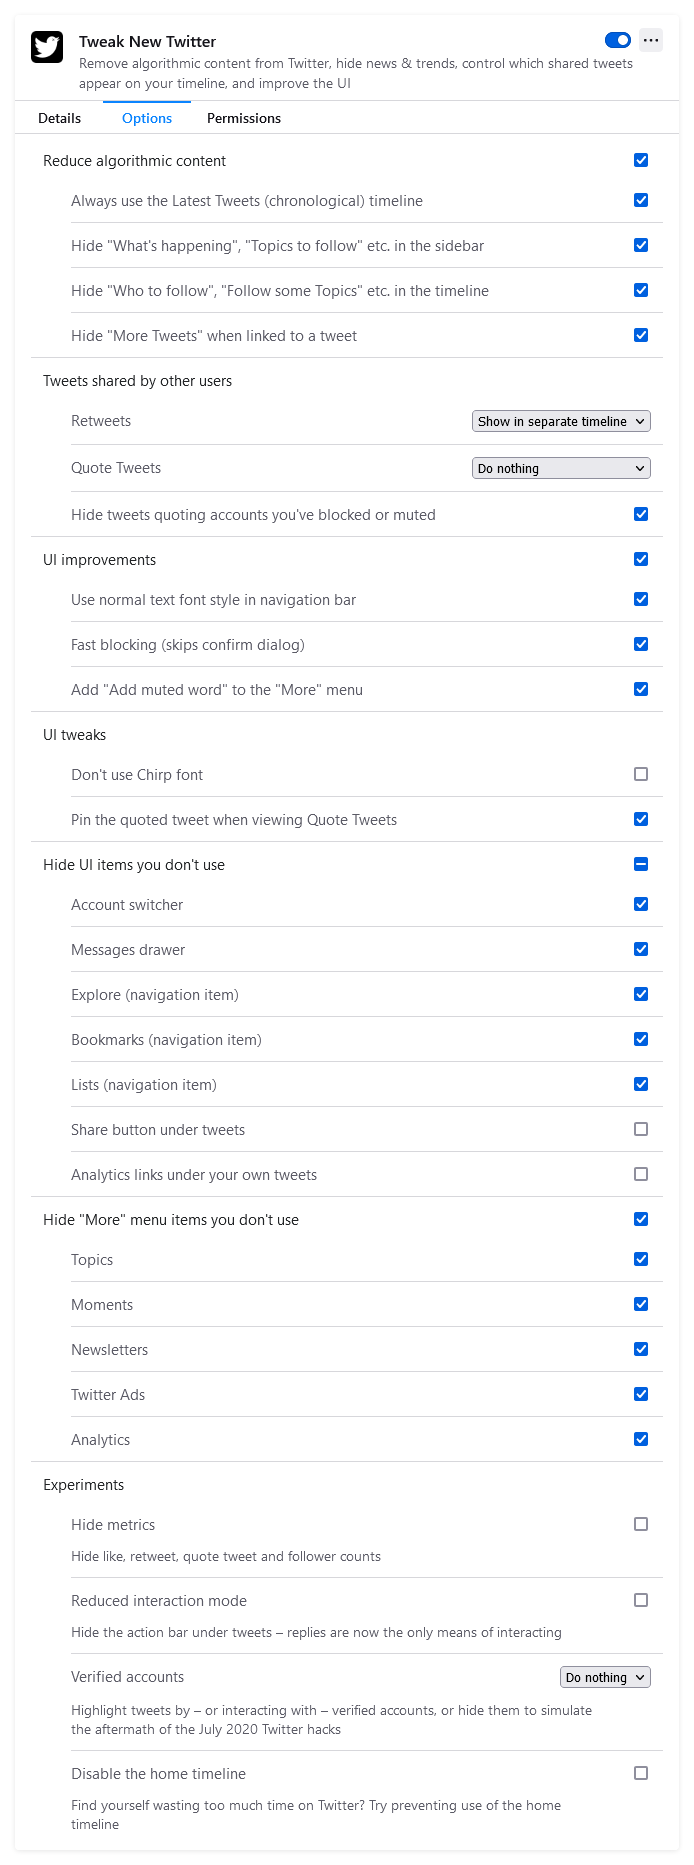 Tweak New Twitter
Remove algorithmic content from Twitter, hide news & trends, control which shared tweets
appear on your timeline, and improve the UI
Details Options Permissions
Reduce algorithmic content
Always use the Latest Tweets (chronological) timeline
Hide "What's happening", "Topics to follow" etc. in the sidebar
Hide "Who to follow", "Follow some Topics" etc. in the timeline
Hide "More Tweets" when linked to a tweet
Tweets shared by other users
Retweets Show in separate timeline
Quote Tweets Do nothing
Hide tweets quoting accounts you've blocked or muted
UI improvements
Use normal text font style in navigation bar
Fast blocking (skips confirm dialog)
Add "Add muted word" to the "More" menu
UI tweaks
Don't use Chirp font
Pin the quoted tweet when viewing Quote Tweets
Hide UI items you don't use
Account switcher
Messages drawer
Explore (navigation item)
Bookmarks (navigation item)
Lists (navigation item)
Share button under tweets
Analytics links under your own tweets
Hide "More" menu items you don't use
Topics
Moments
Newsletters
Twitter Ads
Analytics
Experiments
Hide metrics
Hide like, retweet, quote tweet and follower counts
Reduced interaction mode
Hide the action bar under tweets – replies are now the only means of interacting
Verified accounts Do nothing
Highlight tweets by – or interacting with – verified accounts, or hide them to simulate
the aftermath of the July 2020 Twitter hacks
Disable the home timeline
Find yourself wasting too much time on Twitter? Try preventing use of the home
timeline